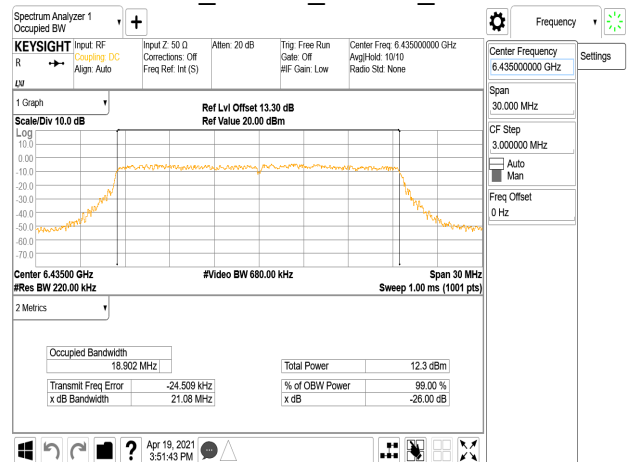 Spectrum Analyzer 1
Occupied BW
Frequency
KEYSIGHT
R
LXI
Input: RF
Coupling: DC
Align: Auto
Input Z: 50 Ω
Corrections: Off
Freq Ref: Int (S)
Atten: 20 dB
Trig: Free Run
Gate: Off
#IF Gain: Low
Center Freq: 6.435000000 GHz
Avg|Hold: 10/10
Radio Std: None
Center Frequency
6.435000000 GHz
Settings
Span
30.000 MHz
CF Step
3.000000 MHz
Auto
Man
Freq Offset
0 Hz
1 Graph
Scale/Div 10.0 dB
Ref Lvl Offset 13.30 dB
Ref Value 20.00 dBm
Log
10.0
0.00
-10.0
-20.0
-30.0
-40.0
-50.0
-60.0
-70.0
Center 6.43500 GHz
#Video BW 680.00 kHz
Span 30 MHz
#Res BW 220.00 kHz
Sweep 1.00 ms (1001 pts)
2 Metrics
Occupied Bandwidth
18.902 MHz
Total Power 12.3 dBm
Transmit Freq Error -24.509 kHz
% of OBW Power 99.00 %
x dB Bandwidth 21.08 MHz
x dB -26.00 dB
?
Apr 19, 2021
3:51:43 PM